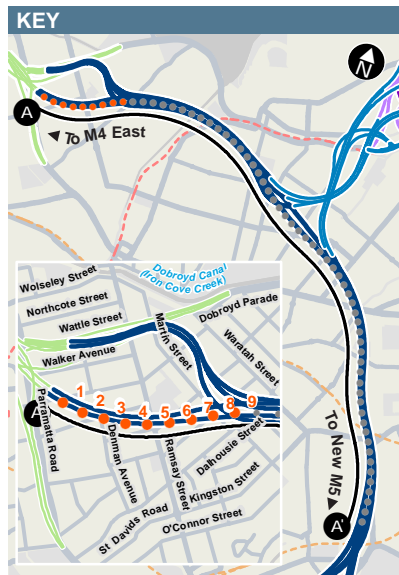 KEY
N
A
To M4 East
Dobroyd Canal
(Iron Cove Creek)
Wolseley Street
Northcote Street
Wattle Street
Walker Avenue
Dobroyd Parade
Martin Street
Waratah Street
1
2
3
4
5
6
7
8
9
A
Parramatta Road
Denman Avenue
Ramsay Street
Dalhousie Street
Kingston Street
St Davids Road
O'Connor Street
To New M5
A'